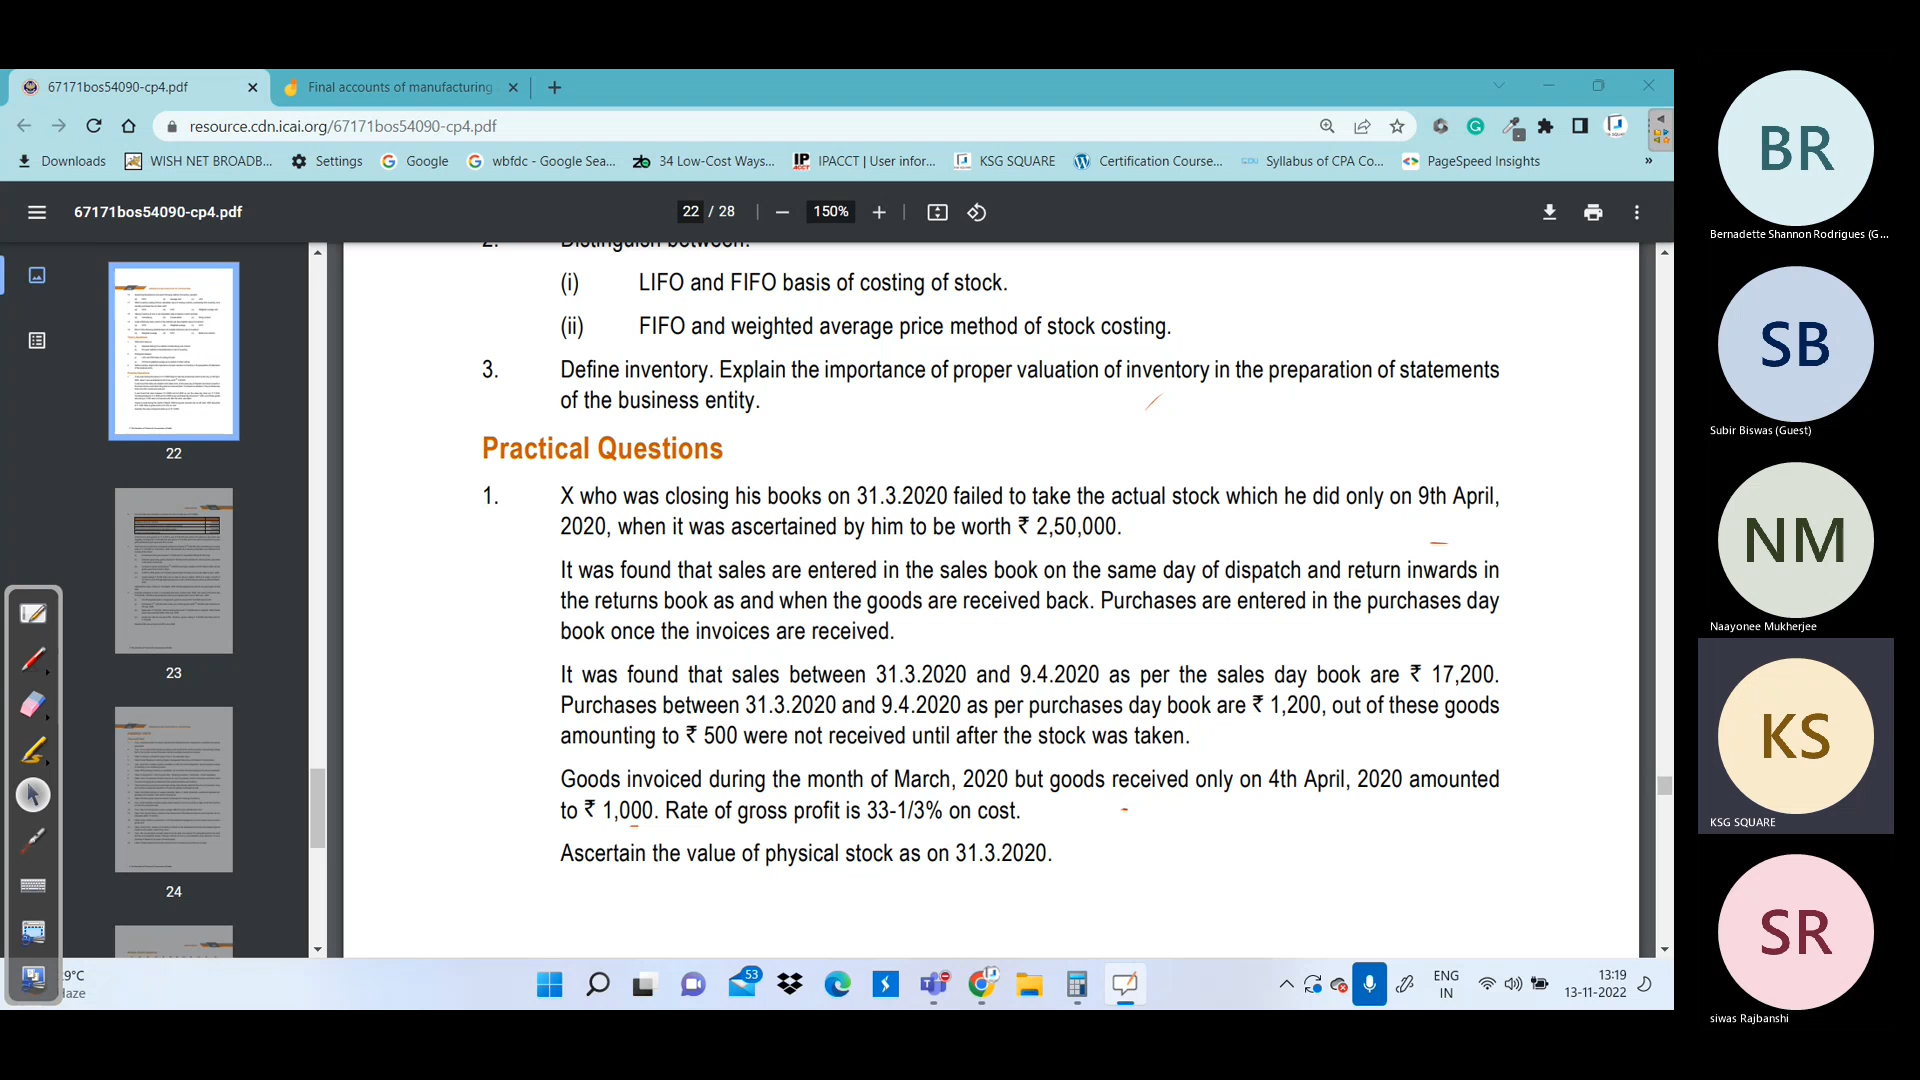 67171bos54090-cp4.pdf
Final accounts of manufacturing
resource.cdn.icai.org/67171bos54090-cp4.pdf
Downloads
WISH NET BROADB...
Settings
Google
wbfdc - Google Sea...
34 Low-Cost Ways...
IPACCT | User infor...
KSG SQUARE
Certification Course...
Syllabus of CPA Co...
PageSpeed Insights
»
67171bos54090-cp4.pdf
22 / 28
150%
22
23
24
2. Distinguish between:
(i) LIFO and FIFO basis of costing of stock.
(ii) FIFO and weighted average price method of stock costing.
3. Define inventory. Explain the importance of proper valuation of inventory in the preparation of statements
of the business entity.
Practical Questions
1. X who was closing his books on 31.3.2020 failed to take the actual stock which he did only on 9th April,
2020, when it was ascertained by him to be worth ₹ 2,50,000.
It was found that sales are entered in the sales book on the same day of dispatch and return inwards in
the returns book as and when the goods are received back. Purchases are entered in the purchases day
book once the invoices are received.
It was found that sales between 31.3.2020 and 9.4.2020 as per the sales day book are ₹ 17,200.
Purchases between 31.3.2020 and 9.4.2020 as per purchases day book are ₹ 1,200, out of these goods
amounting to ₹ 500 were not received until after the stock was taken.
Goods invoiced during the month of March, 2020 but goods received only on 4th April, 2020 amounted
to ₹ 1,000. Rate of gross profit is 33-1/3% on cost.
Ascertain the value of physical stock as on 31.3.2020.
53
ENG
IN
13:19
13-11-2022
BR
Bernadette Shannon Rodrigues (G...
SB
Subir Biswas (Guest)
NM
Naayonee Mukherjee
KS
KSG SQUARE
SR
siwas Rajbanshi